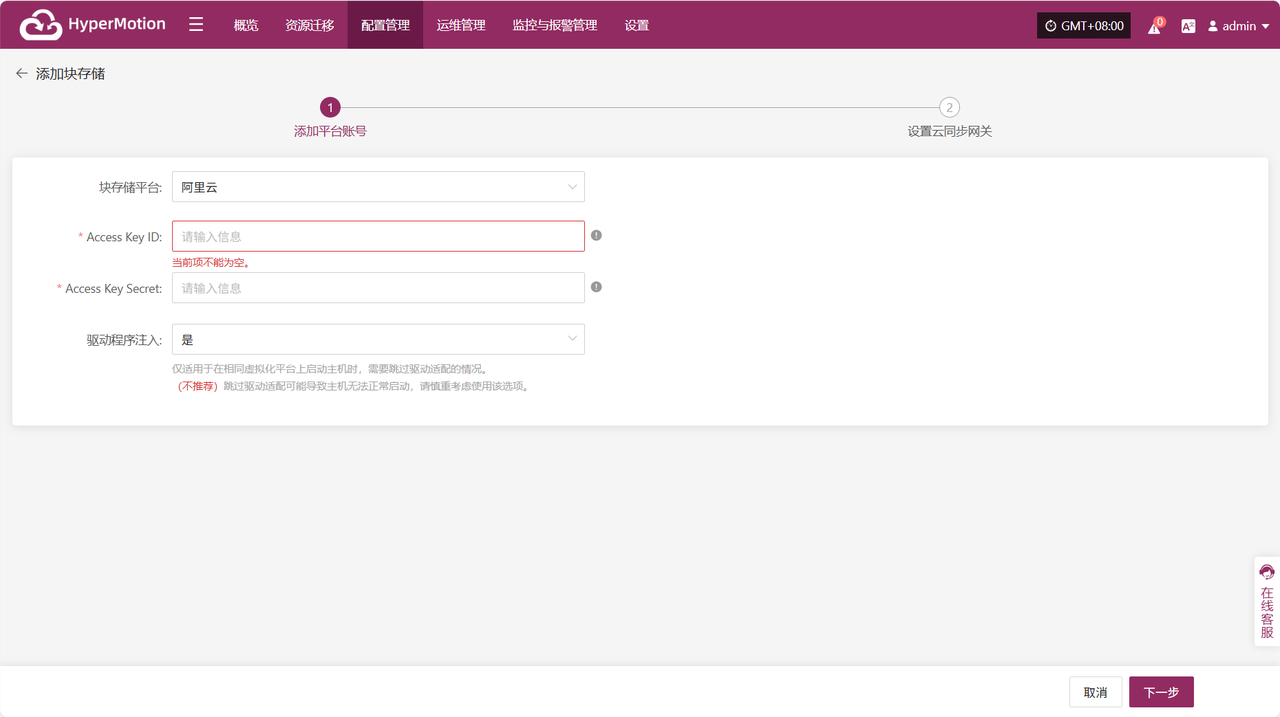 HyperMotion 概览 资源迁移 配置管理 运维管理 监控与报警管理 设置 GMT+08:00 0 admin
添加块存储
1 2
添加平台账号 设置云同步网关
块存储平台: 阿里云
* Access Key ID: 请输入信息
当前项不能为空。
* Access Key Secret: 请输入信息
驱动程序注入: 是
仅适用于在相同虚拟化平台上启动主机时，需要跳过驱动适配的情况。
（不推荐）跳过驱动适配可能导致主机无法正常启动，请慎重考虑使用该选项。
在线客服
取消 下一步